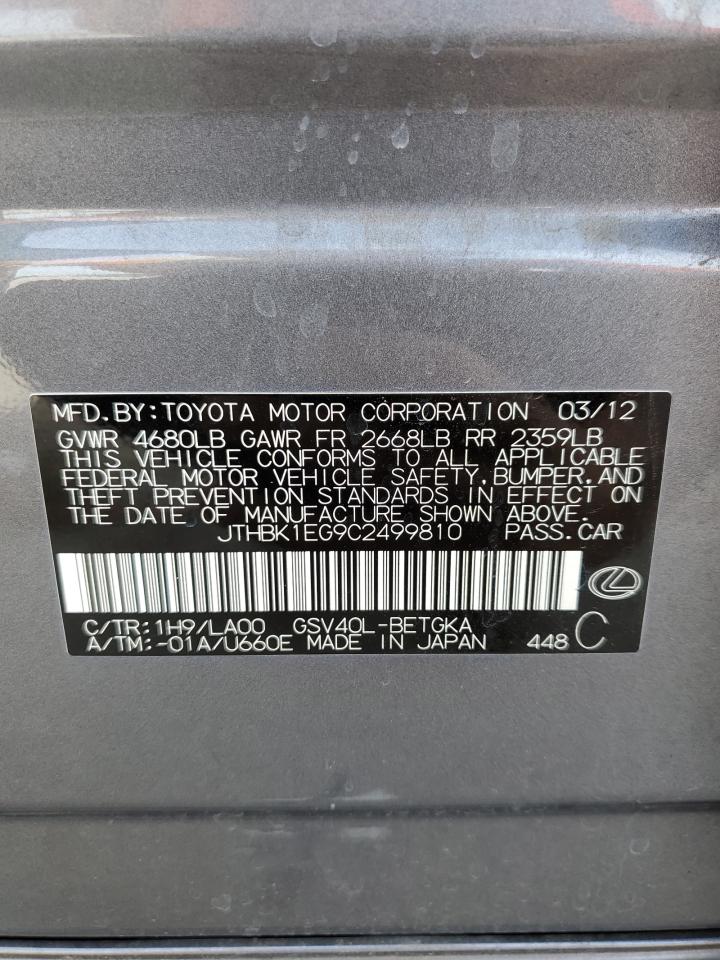 MFD.BY:TOYOTA MOTOR CORPORATION 03/12
GVWR 4680LB GAWR FR 2668LB RR 2359LB
THIS VEHICLE CONFORMS TO ALL APPLICABLE
FEDERAL MOTOR VEHICLE SAFETY,BUMPER,AND
THEFT PREVENTION STANDARDS IN EFFECT ON
THE DATE OF MANUFACTURE SHOWN ABOVE.
JTHBK1EG9C2499810 PASS.CAR
C/TR:1H9/LA00 GSV40L-BETGKA
A/TM:-01A/U660E MADE IN JAPAN 448 C